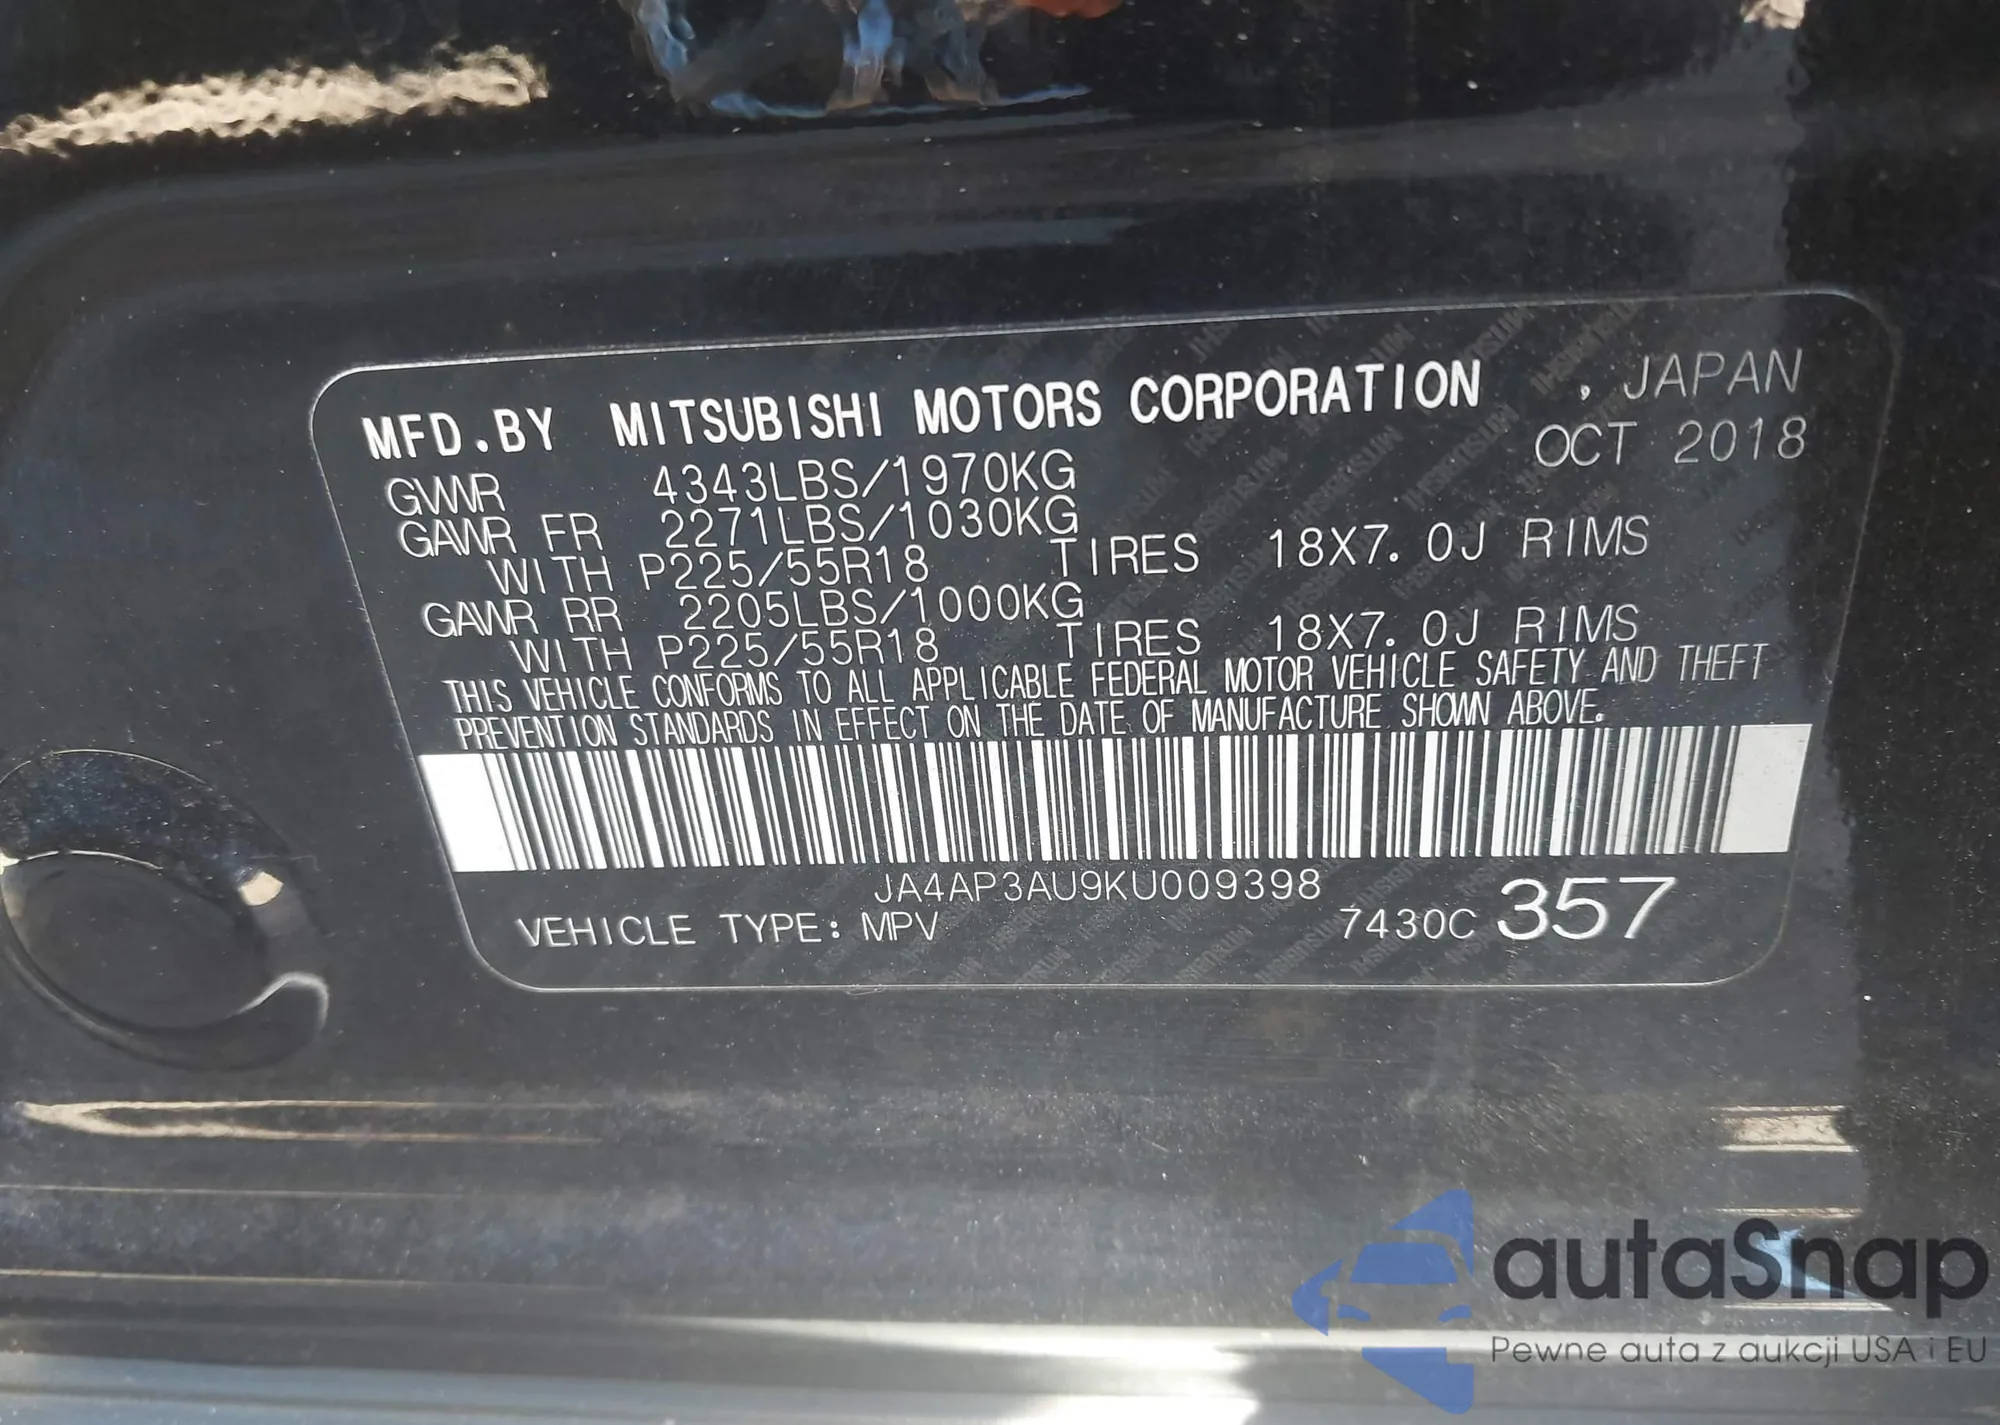 MFD.BY MITSUBISHI MOTORS CORPORATION , JAPAN
OCT 2018
GVWR 4343LBS/1970KG
GAWR FR 2271LBS/1030KG
WITH P225/55R18 TIRES 18X7.0J RIMS
GAWR RR 2205LBS/1000KG
WITH P225/55R18 TIRES 18X7.0J RIMS
THIS VEHICLE CONFORMS TO ALL APPLICABLE FEDERAL MOTOR VEHICLE SAFETY AND THEFT
PREVENTION STANDARDS IN EFFECT ON THE DATE OF MANUFACTURE SHOWN ABOVE.
JA4AP3AU9KU009398
VEHICLE TYPE: MPV 7430C 357
autaSnap
Pewne auta z aukcji USA i EU